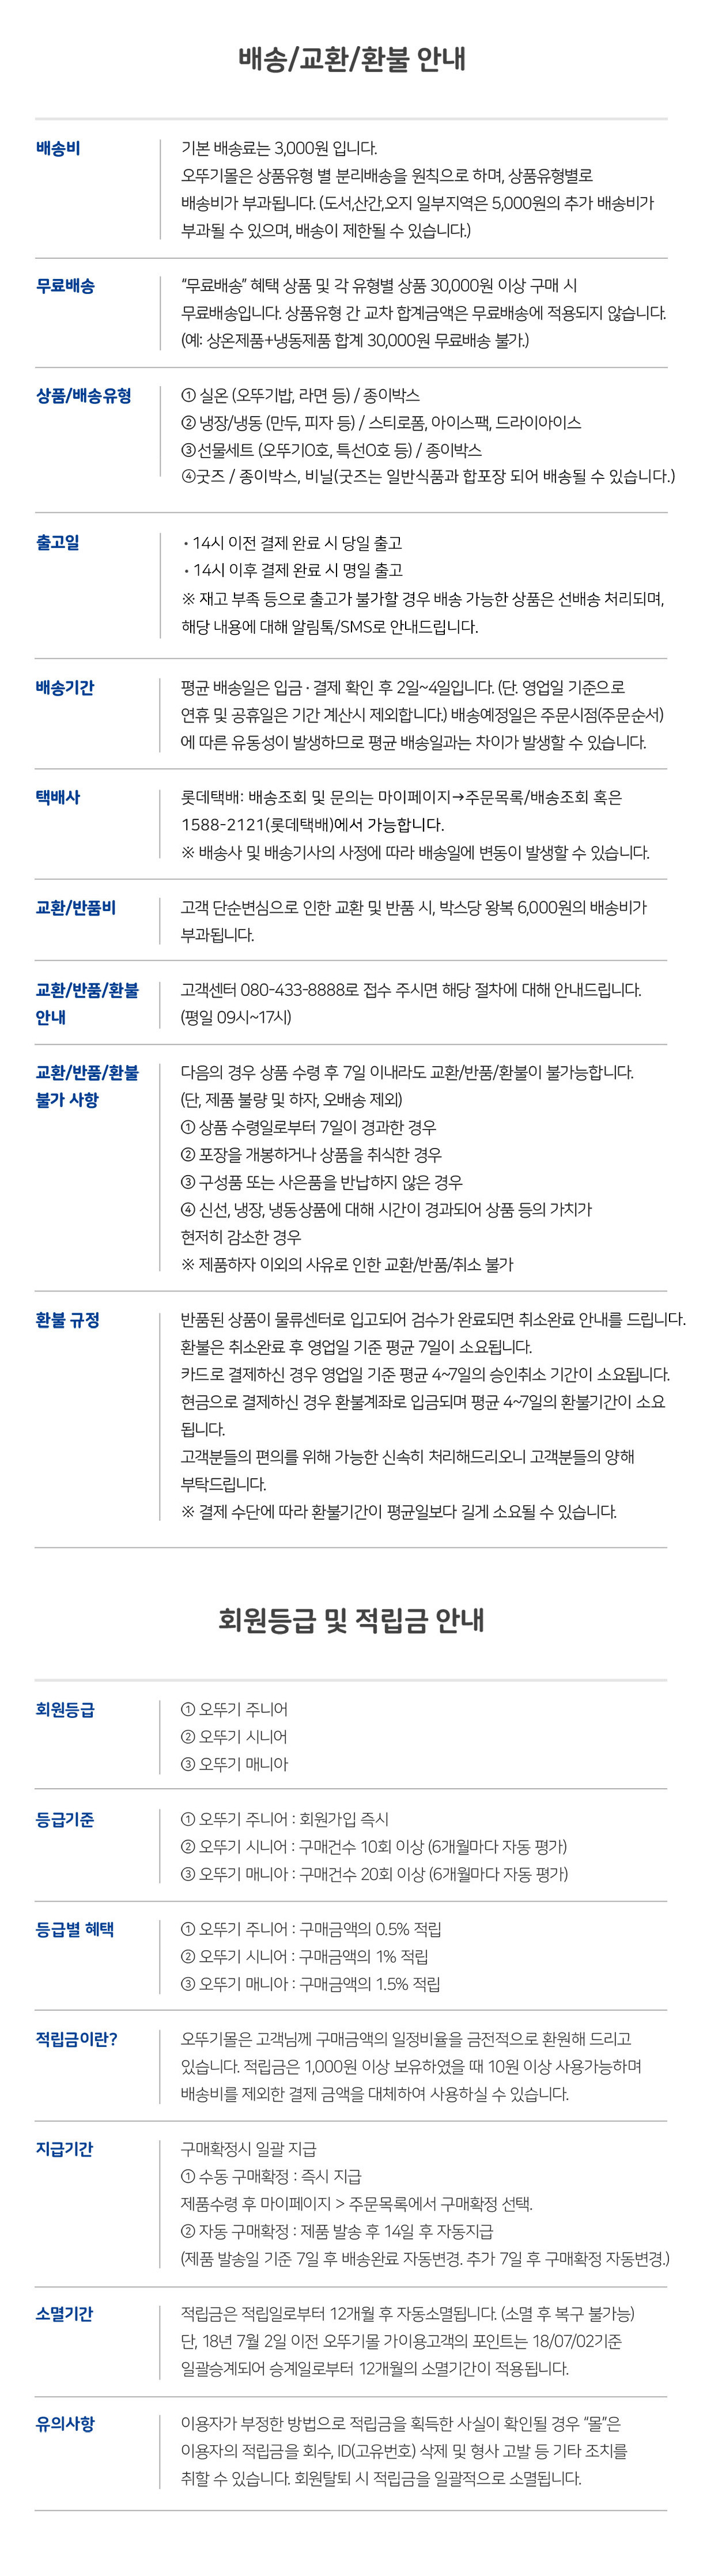 배송/교환/환불 안내
배송비
기본 배송료는 3,000원 입니다.
오뚜기몰은 상품유형 별 분리배송을 원칙으로 하며, 상품유형별로
배송비가 부과됩니다. (도서,산간,오지 일부지역은 5,000원의 추가 배송비가
부과될 수 있으며, 배송이 제한될 수 있습니다.)
무료배송
“무료배송” 혜택 상품 및 각 유형별 상품 30,000원 이상 구매 시
무료배송입니다. 상품유형 간 교차 합계금액은 무료배송에 적용되지 않습니다.
(예: 상온제품+냉동제품 합계 30,000원 무료배송 불가.)
상품/배송유형
① 실온 (오뚜기밥, 라면 등) / 종이박스
② 냉장/냉동 (만두, 피자 등) / 스티로폼, 아이스팩, 드라이아이스
③선물세트 (오뚜기O호, 특선O호 등) / 종이박스
④굿즈 / 종이박스, 비닐(굿즈는 일반식품과 합포장 되어 배송될 수 있습니다.)
출고일
· 14시 이전 결제 완료 시 당일 출고
· 14시 이후 결제 완료 시 명일 출고
※ 재고 부족 등으로 출고가 불가할 경우 배송 가능한 상품은 선배송 처리되며,
해당 내용에 대해 알림톡/SMS로 안내드립니다.
배송기간
평균 배송일은 입금 · 결제 확인 후 2일~4일입니다. (단. 영업일 기준으로
연휴 및 공휴일은 기간 계산시 제외합니다.) 배송예정일은 주문시점(주문순서)
에 따른 유동성이 발생하므로 평균 배송일과는 차이가 발생할 수 있습니다.
택배사
롯데택배: 배송조회 및 문의는 마이페이지→주문목록/배송조회 혹은
1588-2121(롯데택배)에서 가능합니다.
※ 배송사 및 배송기사의 사정에 따라 배송일에 변동이 발생할 수 있습니다.
교환/반품비
고객 단순변심으로 인한 교환 및 반품 시, 박스당 왕복 6,000원의 배송비가
부과됩니다.
교환/반품/환불
안내
고객센터 080-433-8888로 접수 주시면 해당 절차에 대해 안내드립니다.
(평일 09시~17시)
교환/반품/환불
불가 사항
다음의 경우 상품 수령 후 7일 이내라도 교환/반품/환불이 불가능합니다.
(단, 제품 불량 및 하자, 오배송 제외)
① 상품 수령일로부터 7일이 경과한 경우
② 포장을 개봉하거나 상품을 취식한 경우
③ 구성품 또는 사은품을 반납하지 않은 경우
④ 신선, 냉장, 냉동상품에 대해 시간이 경과되어 상품 등의 가치가
현저히 감소한 경우
※ 제품하자 이외의 사유로 인한 교환/반품/취소 불가
환불 규정
반품된 상품이 물류센터로 입고되어 검수가 완료되면 취소완료 안내를 드립니다.
환불은 취소완료 후 영업일 기준 평균 7일이 소요됩니다.
카드로 결제하신 경우 영업일 기준 평균 4~7일의 승인취소 기간이 소요됩니다.
현금으로 결제하신 경우 환불계좌로 입금되며 평균 4~7일의 환불기간이 소요
됩니다.
고객분들의 편의를 위해 가능한 신속히 처리해드리오니 고객분들의 양해
부탁드립니다.
※ 결제 수단에 따라 환불기간이 평균일보다 길게 소요될 수 있습니다.
회원등급 및 적립금 안내
회원등급
① 오뚜기 주니어
② 오뚜기 시니어
③ 오뚜기 매니아
등급기준
① 오뚜기 주니어 : 회원가입 즉시
② 오뚜기 시니어 : 구매건수 10회 이상 (6개월마다 자동 평가)
③ 오뚜기 매니아 : 구매건수 20회 이상 (6개월마다 자동 평가)
등급별 혜택
① 오뚜기 주니어 : 구매금액의 0.5% 적립
② 오뚜기 시니어 : 구매금액의 1% 적립
③ 오뚜기 매니아 : 구매금액의 1.5% 적립
적립금이란?
오뚜기몰은 고객님께 구매금액의 일정비율을 금전적으로 환원해 드리고
있습니다. 적립금은 1,000원 이상 보유하였을 때 10원 이상 사용가능하며
배송비를 제외한 결제 금액을 대체하여 사용하실 수 있습니다.
지급기간
구매확정시 일괄 지급
① 수동 구매확정 : 즉시 지급
제품수령 후 마이페이지 > 주문목록에서 구매확정 선택.
② 자동 구매확정 : 제품 발송 후 14일 후 자동지급
(제품 발송일 기준 7일 후 배송완료 자동변경. 추가 7일 후 구매확정 자동변경.)
소멸기간
적립금은 적립일로부터 12개월 후 자동소멸됩니다. (소멸 후 복구 불가능)
단, 18년 7월 2일 이전 오뚜기몰 가이용고객의 포인트는 18/07/02기준
일괄승계되어 승계일로부터 12개월의 소멸기간이 적용됩니다.
유의사항
이용자가 부정한 방법으로 적립금을 획득한 사실이 확인될 경우 “몰”은
이용자의 적립금을 회수, ID(고유번호) 삭제 및 형사 고발 등 기타 조치를
취할 수 있습니다. 회원탈퇴 시 적립금을 일괄적으로 소멸됩니다.